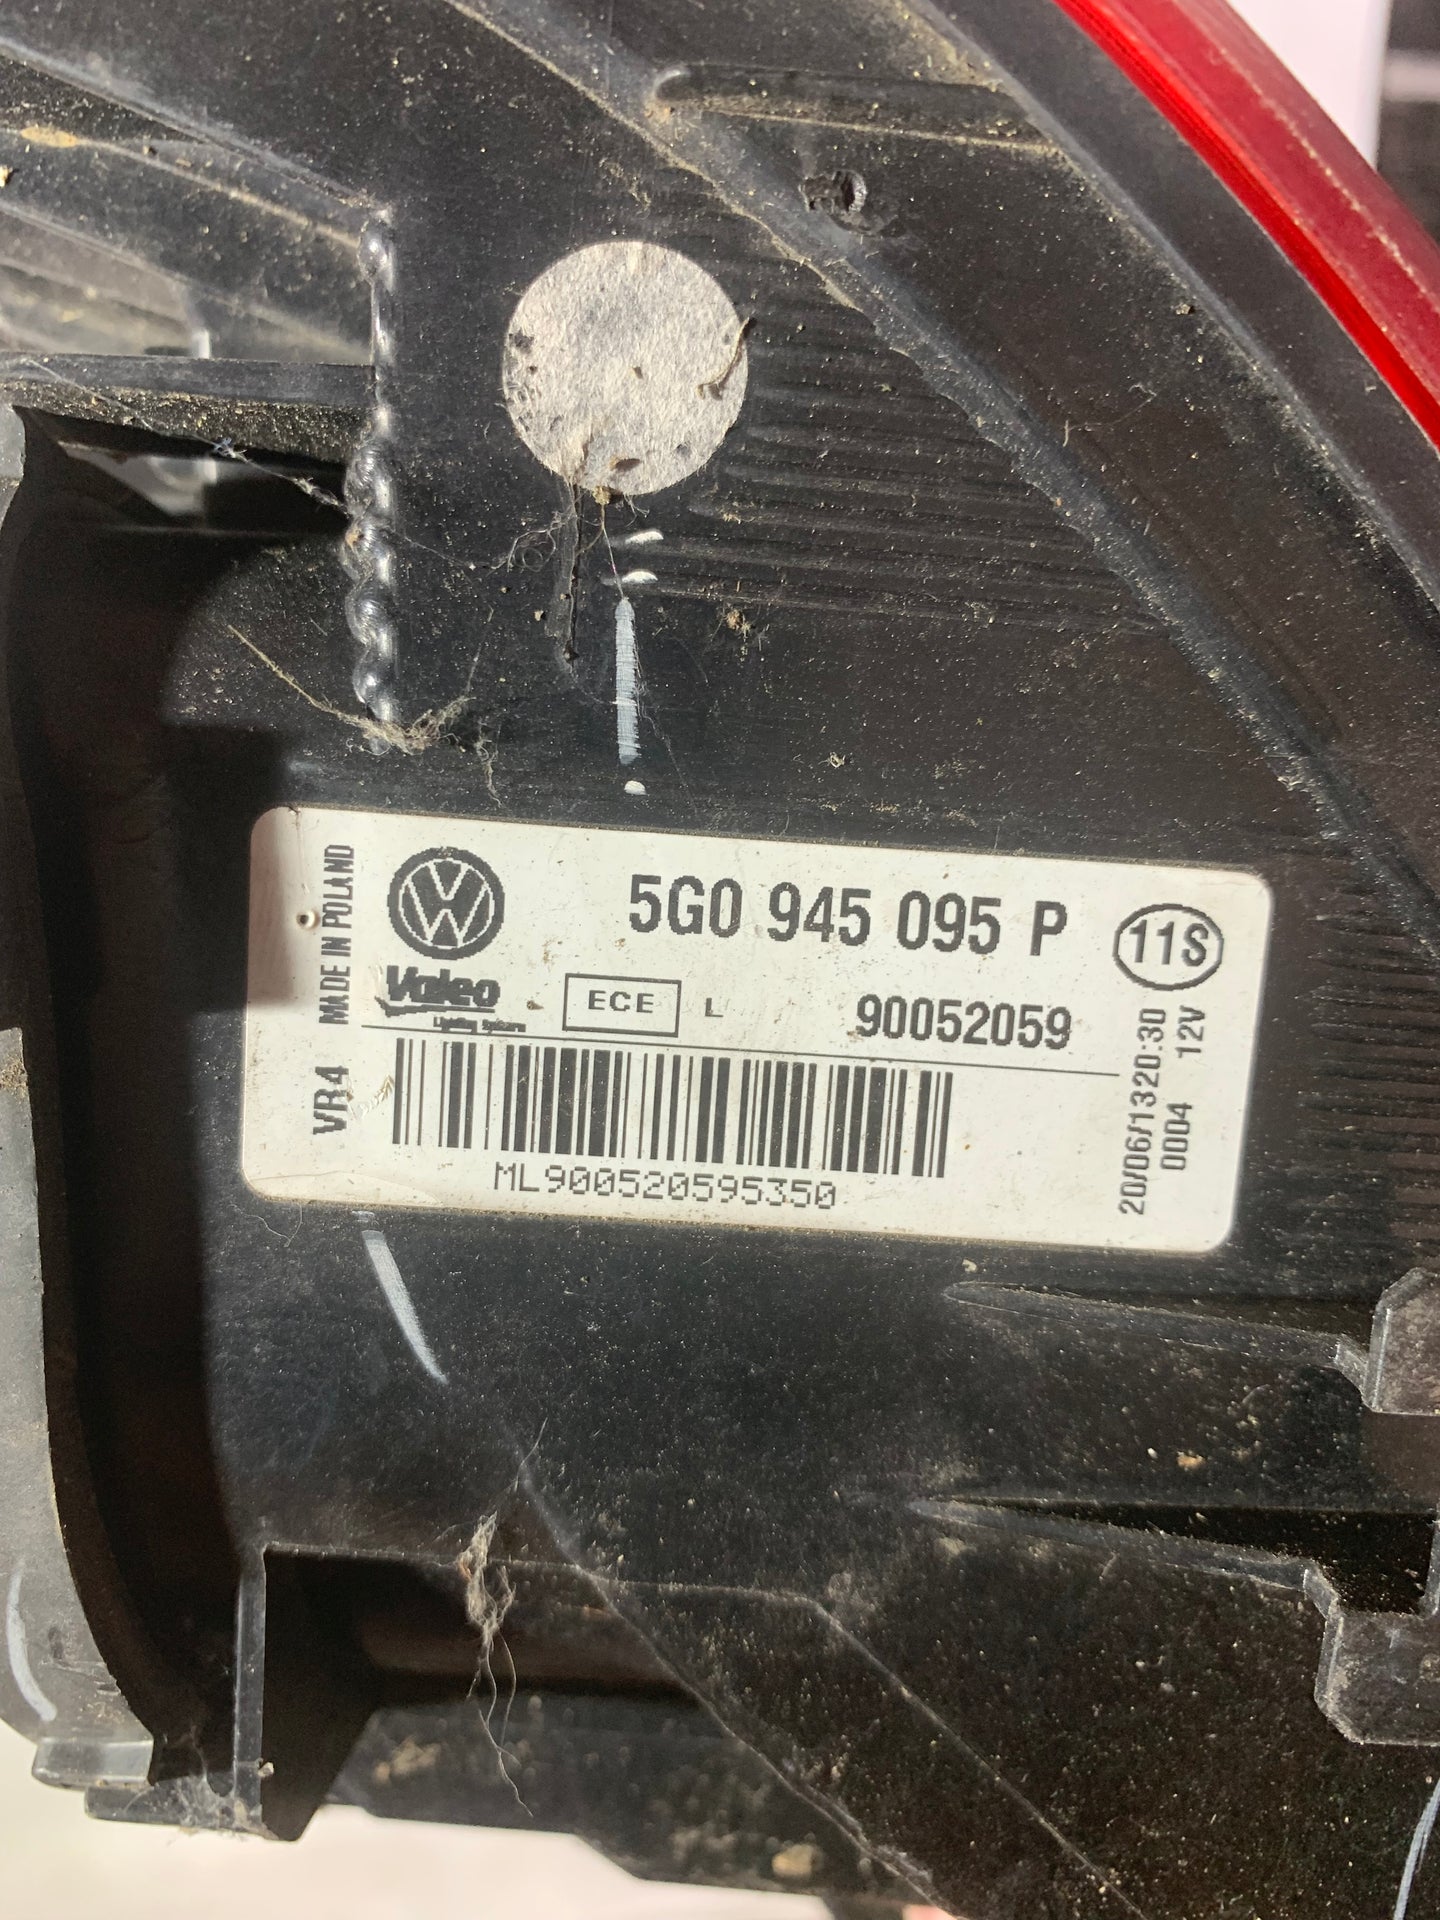 MADE IN POLAND
VR4
5G0 945 095 P
11S
Valeo
ECE L
90052059
ML900520595350
20/06/13 20:30
0004 12V